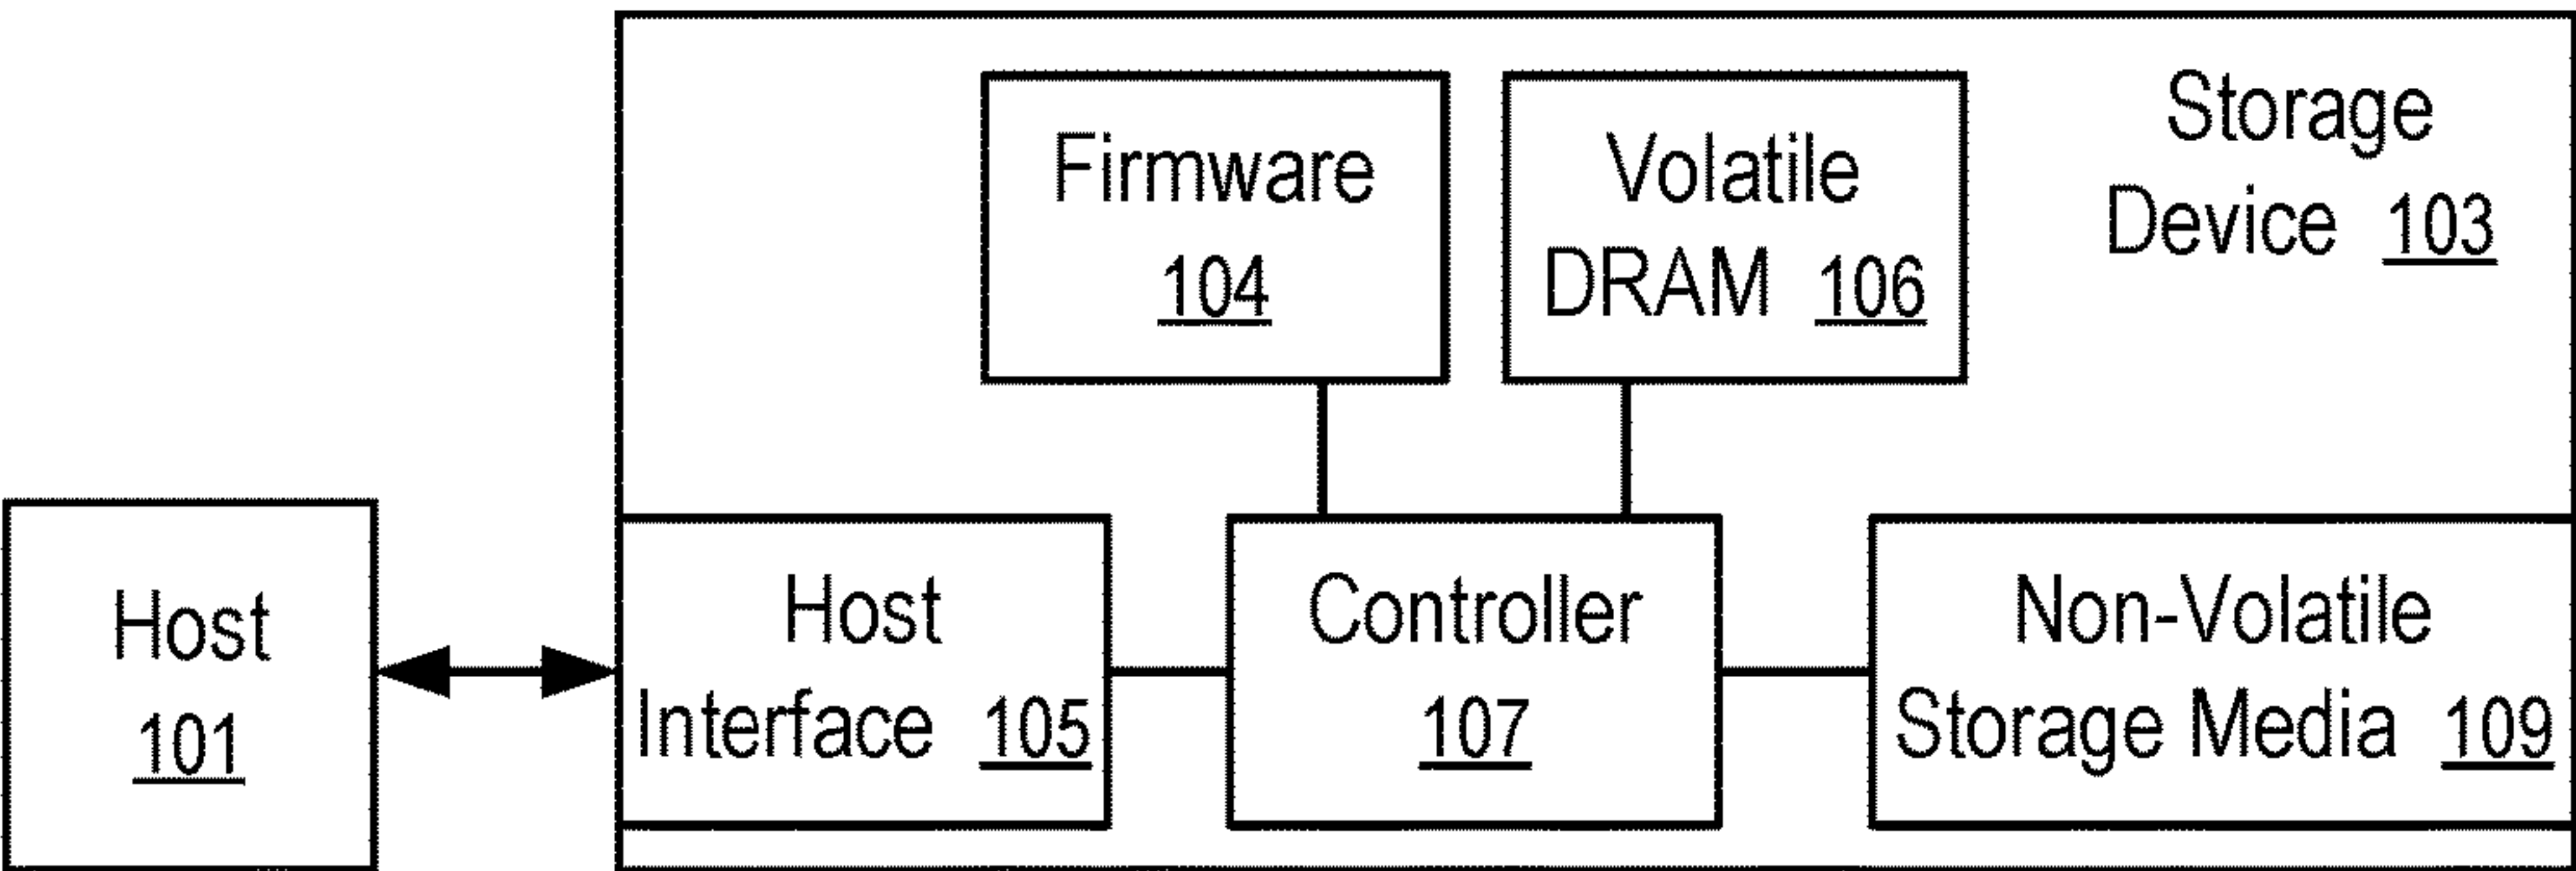 Storage
Device 103
Firmware
104
Volatile
DRAM 106
Host
101
Host
Interface 105
Controller
107
Non-Volatile
Storage Media 109